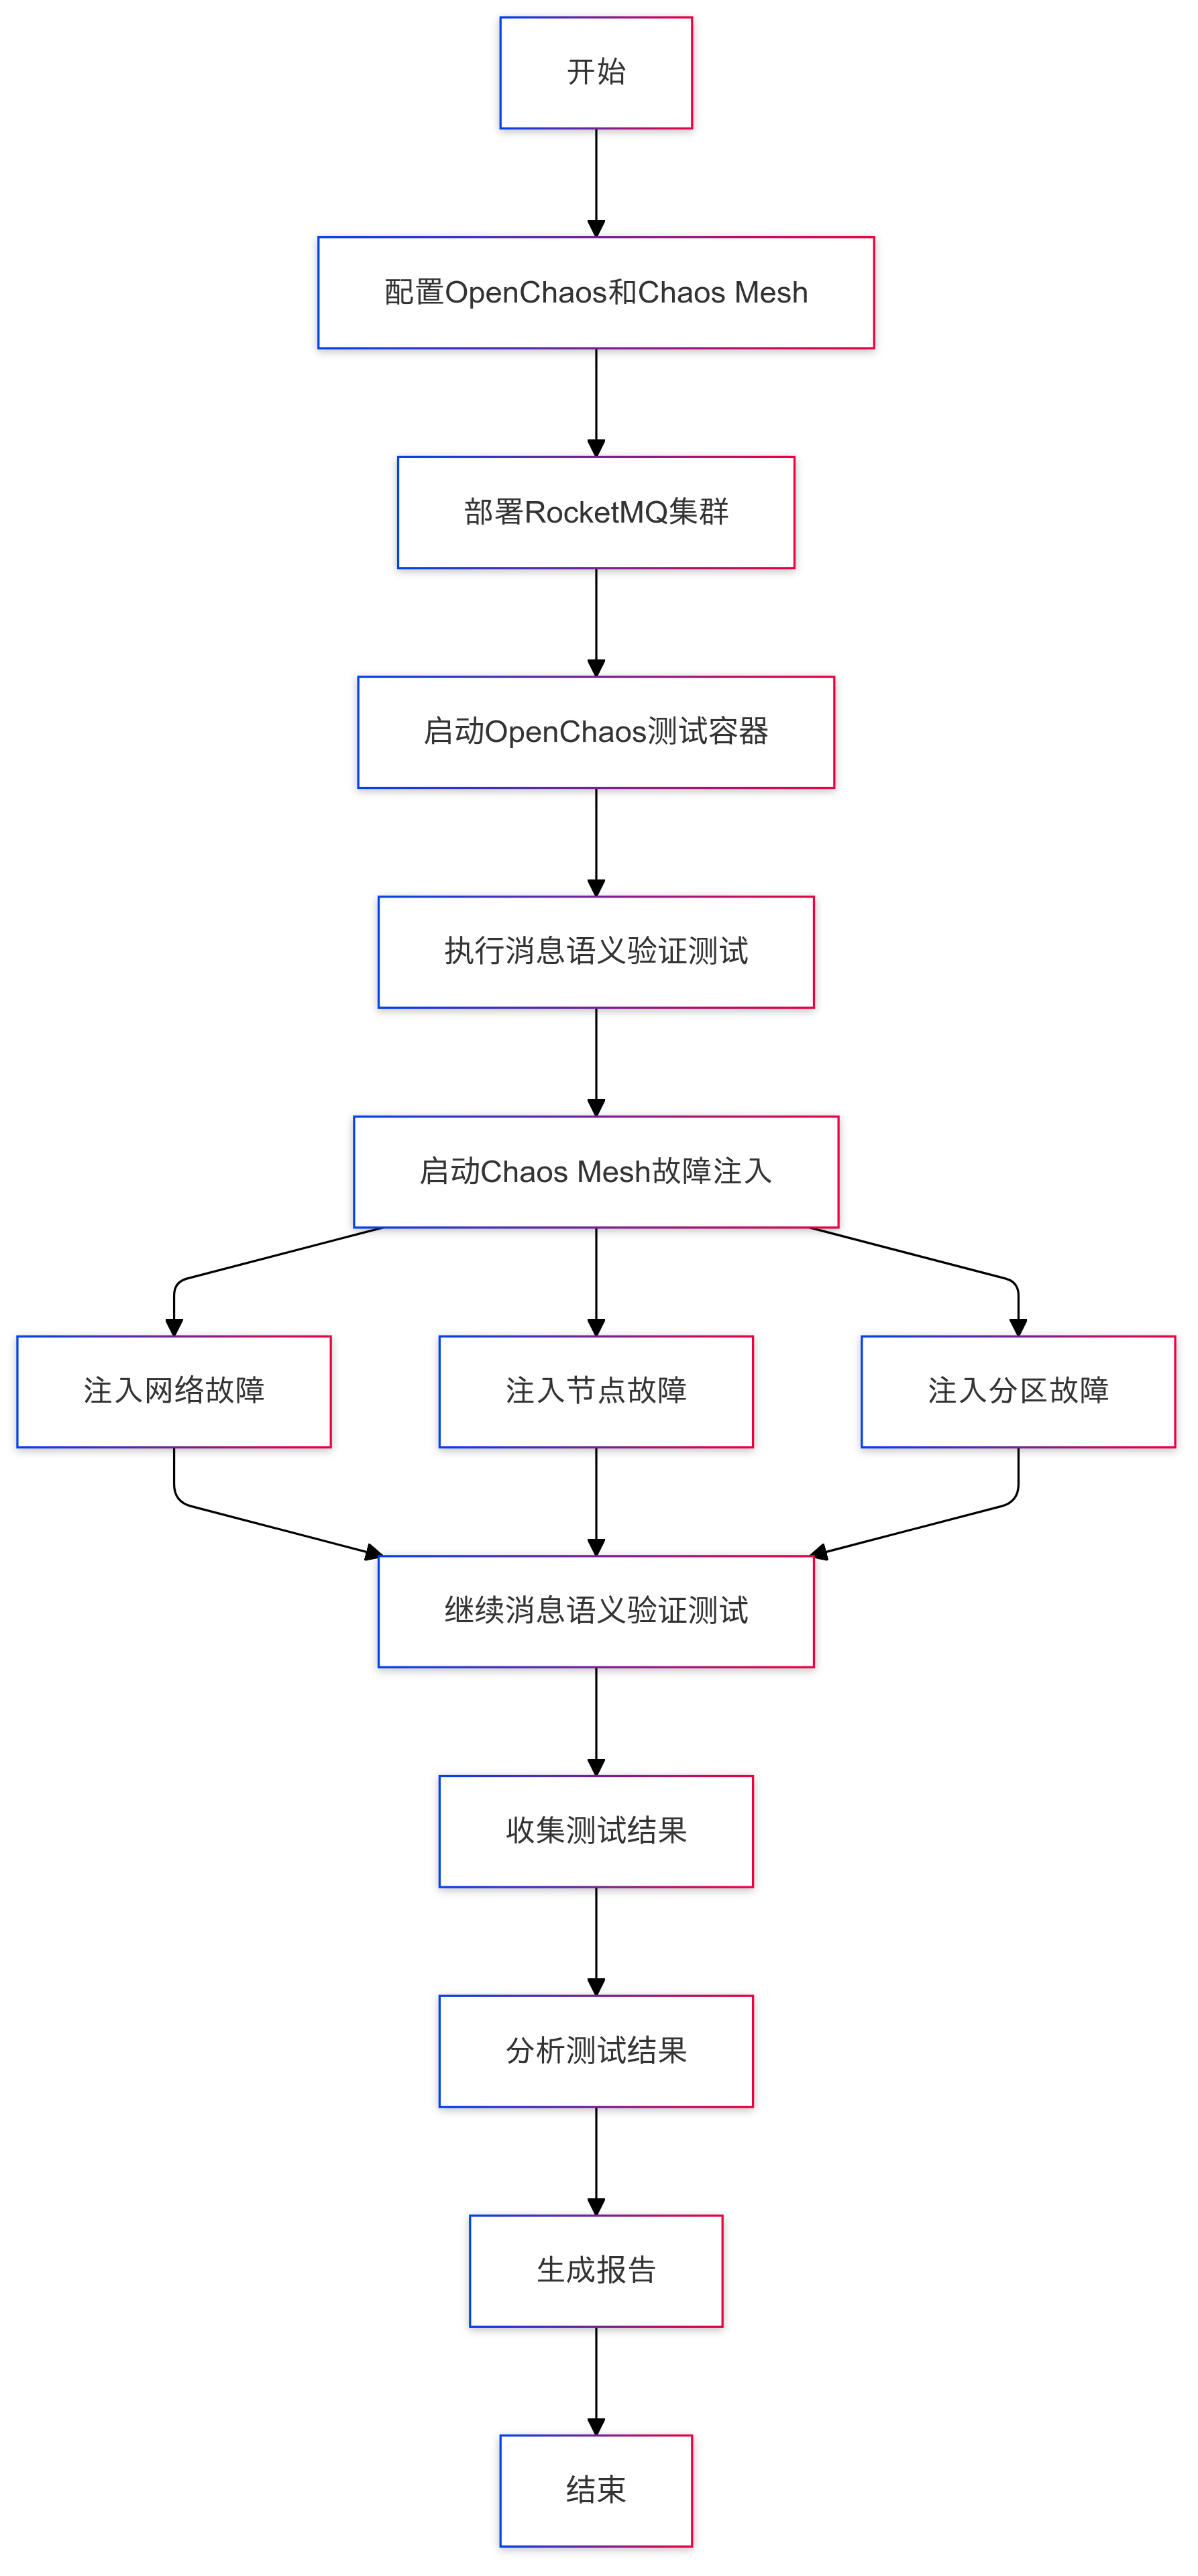 开始
配置OpenChaos和Chaos Mesh
部署RocketMQ集群
启动OpenChaos测试容器
执行消息语义验证测试
启动Chaos Mesh故障注入
注入网络故障
注入节点故障
注入分区故障
继续消息语义验证测试
收集测试结果
分析测试结果
生成报告
结束